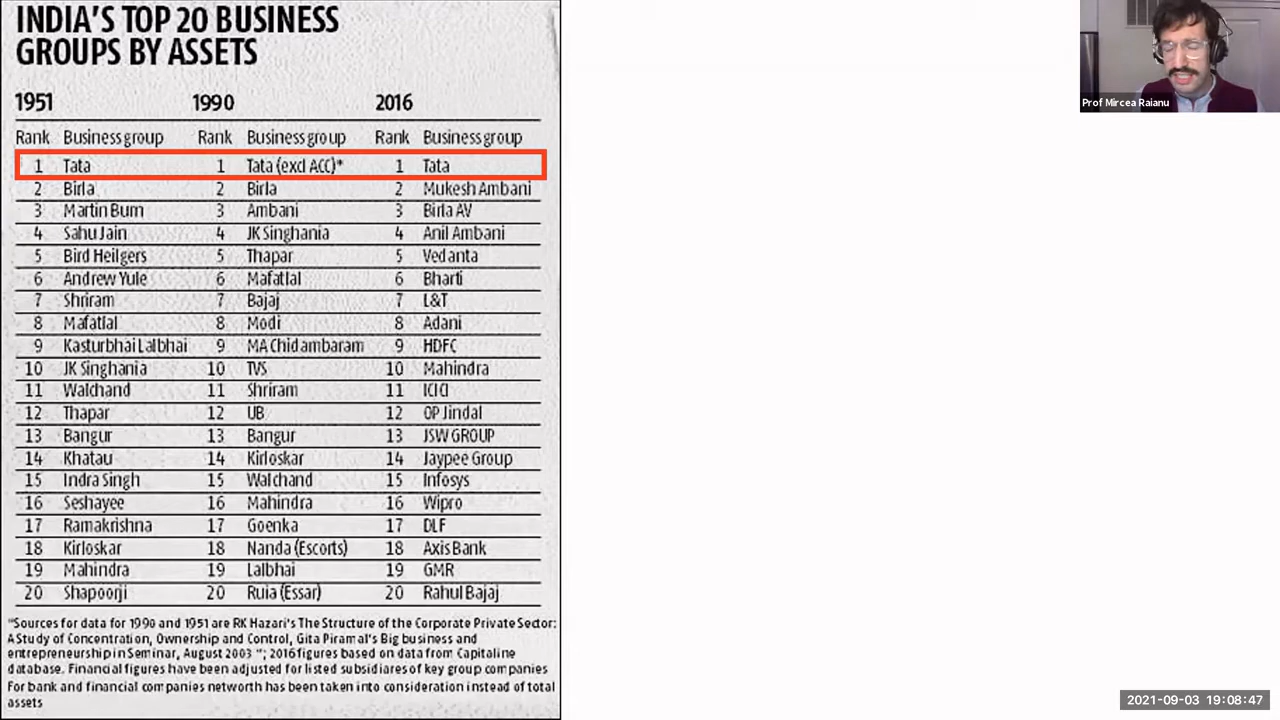 INDIA'S TOP 20 BUSINESS
GROUPS BY ASSETS
1951 1990 2016
Rank Business group Rank Business group Rank Business group
1 Tata 1 Tata (excl ACC)* 1 Tata
2 Birla 2 Birla 2 Mukesh Ambani
3 Martin Burn 3 Ambani 3 Birla AV
4 Sahu Jain 4 JK Singhania 4 Anil Ambani
5 Bird Heilgers 5 Thapar 5 Vedanta
6 Andrew Yule 6 Mafatlal 6 Bharti
7 Shriram 7 Bajaj 7 L&T
8 Mafatlal 8 Modi 8 Adani
9 Kasturbhai Lalbhai 9 MA Chidambaram 9 HDFC
10 JK Singhania 10 TVS 10 Mahindra
11 Walchand 11 Shriram 11 ICICI
12 Thapar 12 UB 12 OP Jindal
13 Bangur 13 Bangur 13 JSW GROUP
14 Khatau 14 Kirloskar 14 Jaypee Group
15 Indra Singh 15 Walchand 15 Infosys
16 Seshayee 16 Mahindra 16 Wipro
17 Ramakrishna 17 Goenka 17 DLF
18 Kirloskar 18 Nanda (Escorts) 18 Axis Bank
19 Mahindra 19 Lalbhai 19 GMR
20 Shapoorji 20 Ruia (Essar) 20 Rahul Bajaj
"Sources for data for 1990 and 1951 are RK Hazari's The Structure of the Corporate Private Sector:
A Study of Concentration, Ownership and Control, Gita Piramal's Big business and
entrepreneurship in Seminar, August 2003 "; 2016 figures based on data from Capitaline
database. Financial figures have been adjusted for listed subsidiares of key group companies
For bank and financial companies networth has been taken into consideration instead of total
assets
Prof Mircea Raianu
2021-09-03 19:08:47